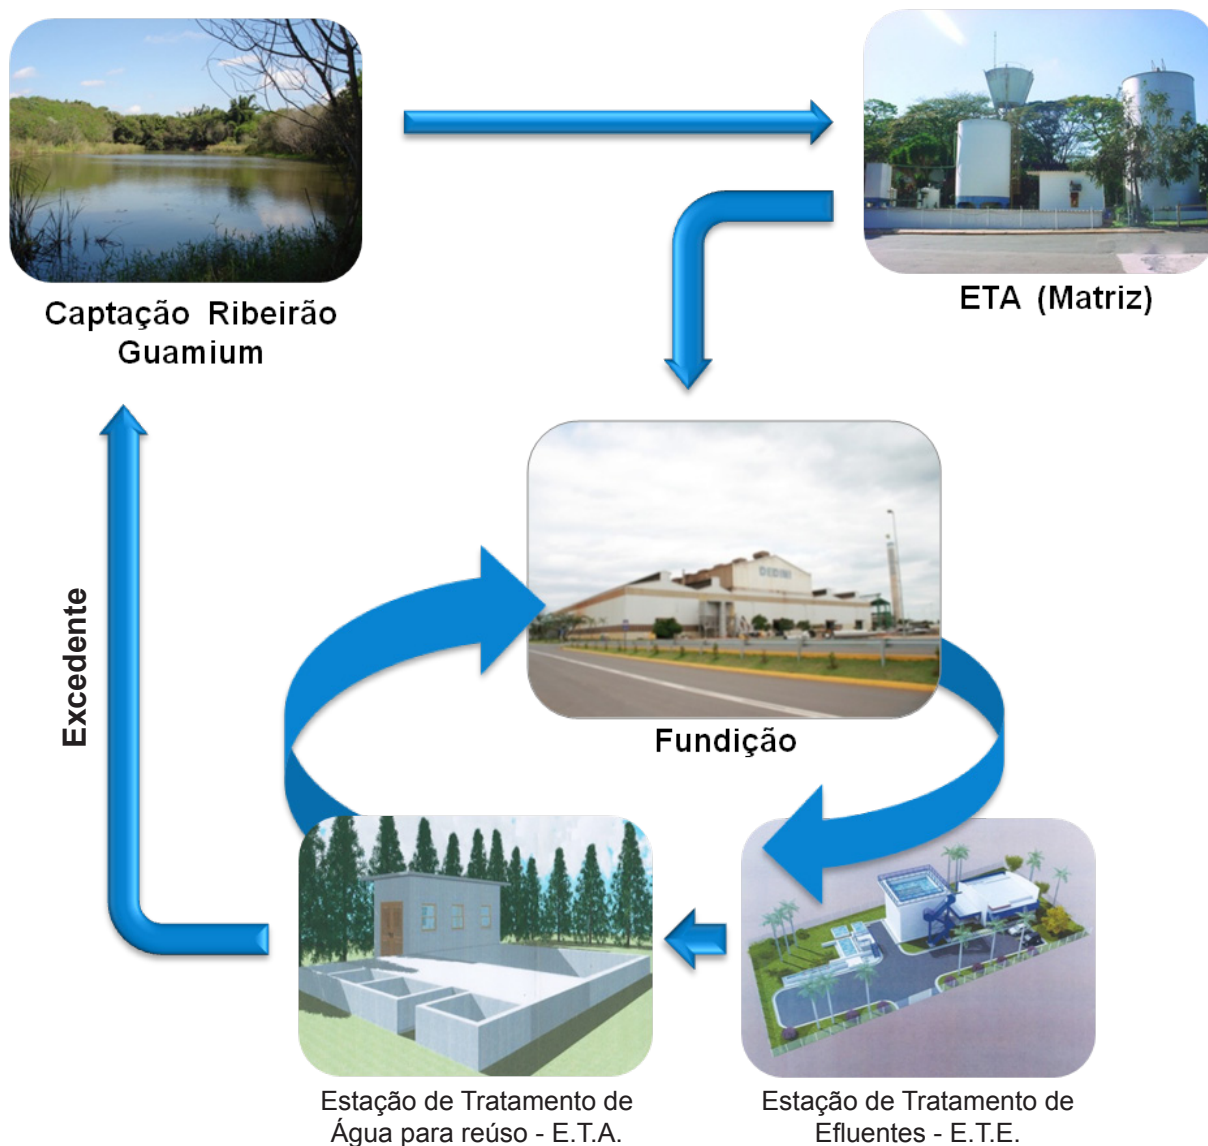 Captação Ribeirão
Guamium
ETA (Matriz)
DEDINI
Fundição
Excedente
Estação de Tratamento de
Água para reúso - E.T.A.
Estação de Tratamento de
Efluentes - E.T.E.